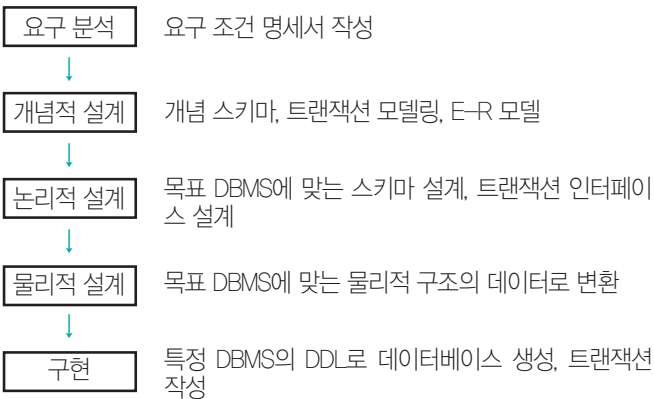 요구 분석 요구 조건 명세서 작성
↓
개념적 설계 개념 스키마, 트랜잭션 모델링, E-R 모델
↓
논리적 설계 목표 DBMS에 맞는 스키마 설계, 트랜잭션 인터페이
스 설계
↓
물리적 설계 목표 DBMS에 맞는 물리적 구조의 데이터로 변환
↓
구현 특정 DBMS의 DDL로 데이터베이스 생성, 트랜잭션
작성